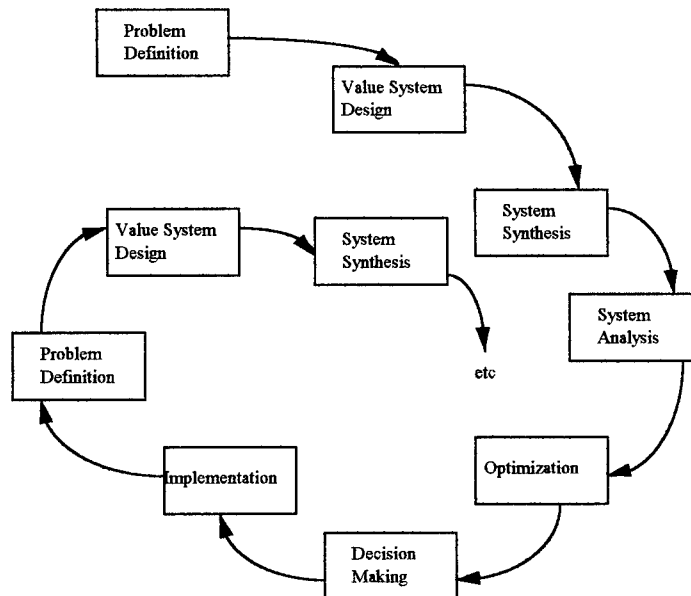 Problem
Definition
Value System
Design
System
Synthesis
System
Analysis
Optimization
Decision
Making
Implementation
Problem
Definition
Value System
Design
System
Synthesis
etc